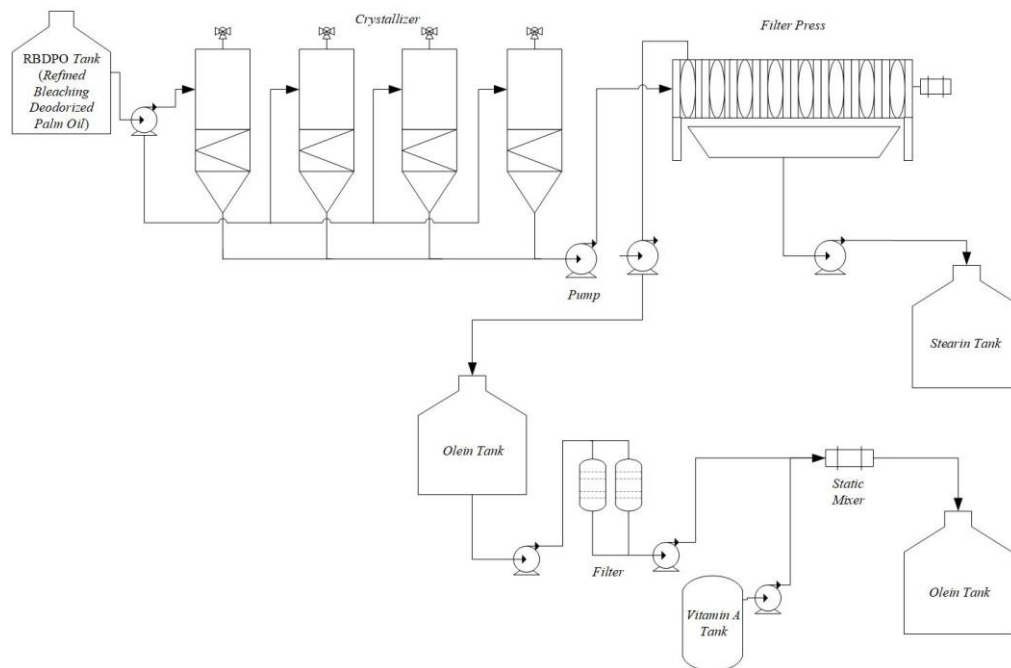 Crystallizer
Filter Press
RBDPO Tank
(Refined
Bleaching
Deodorized
Palm Oil)
Pump
Stearin Tank
Olein Tank
Static
Mixer
Filter
Vitamin A
Tank
Olein Tank